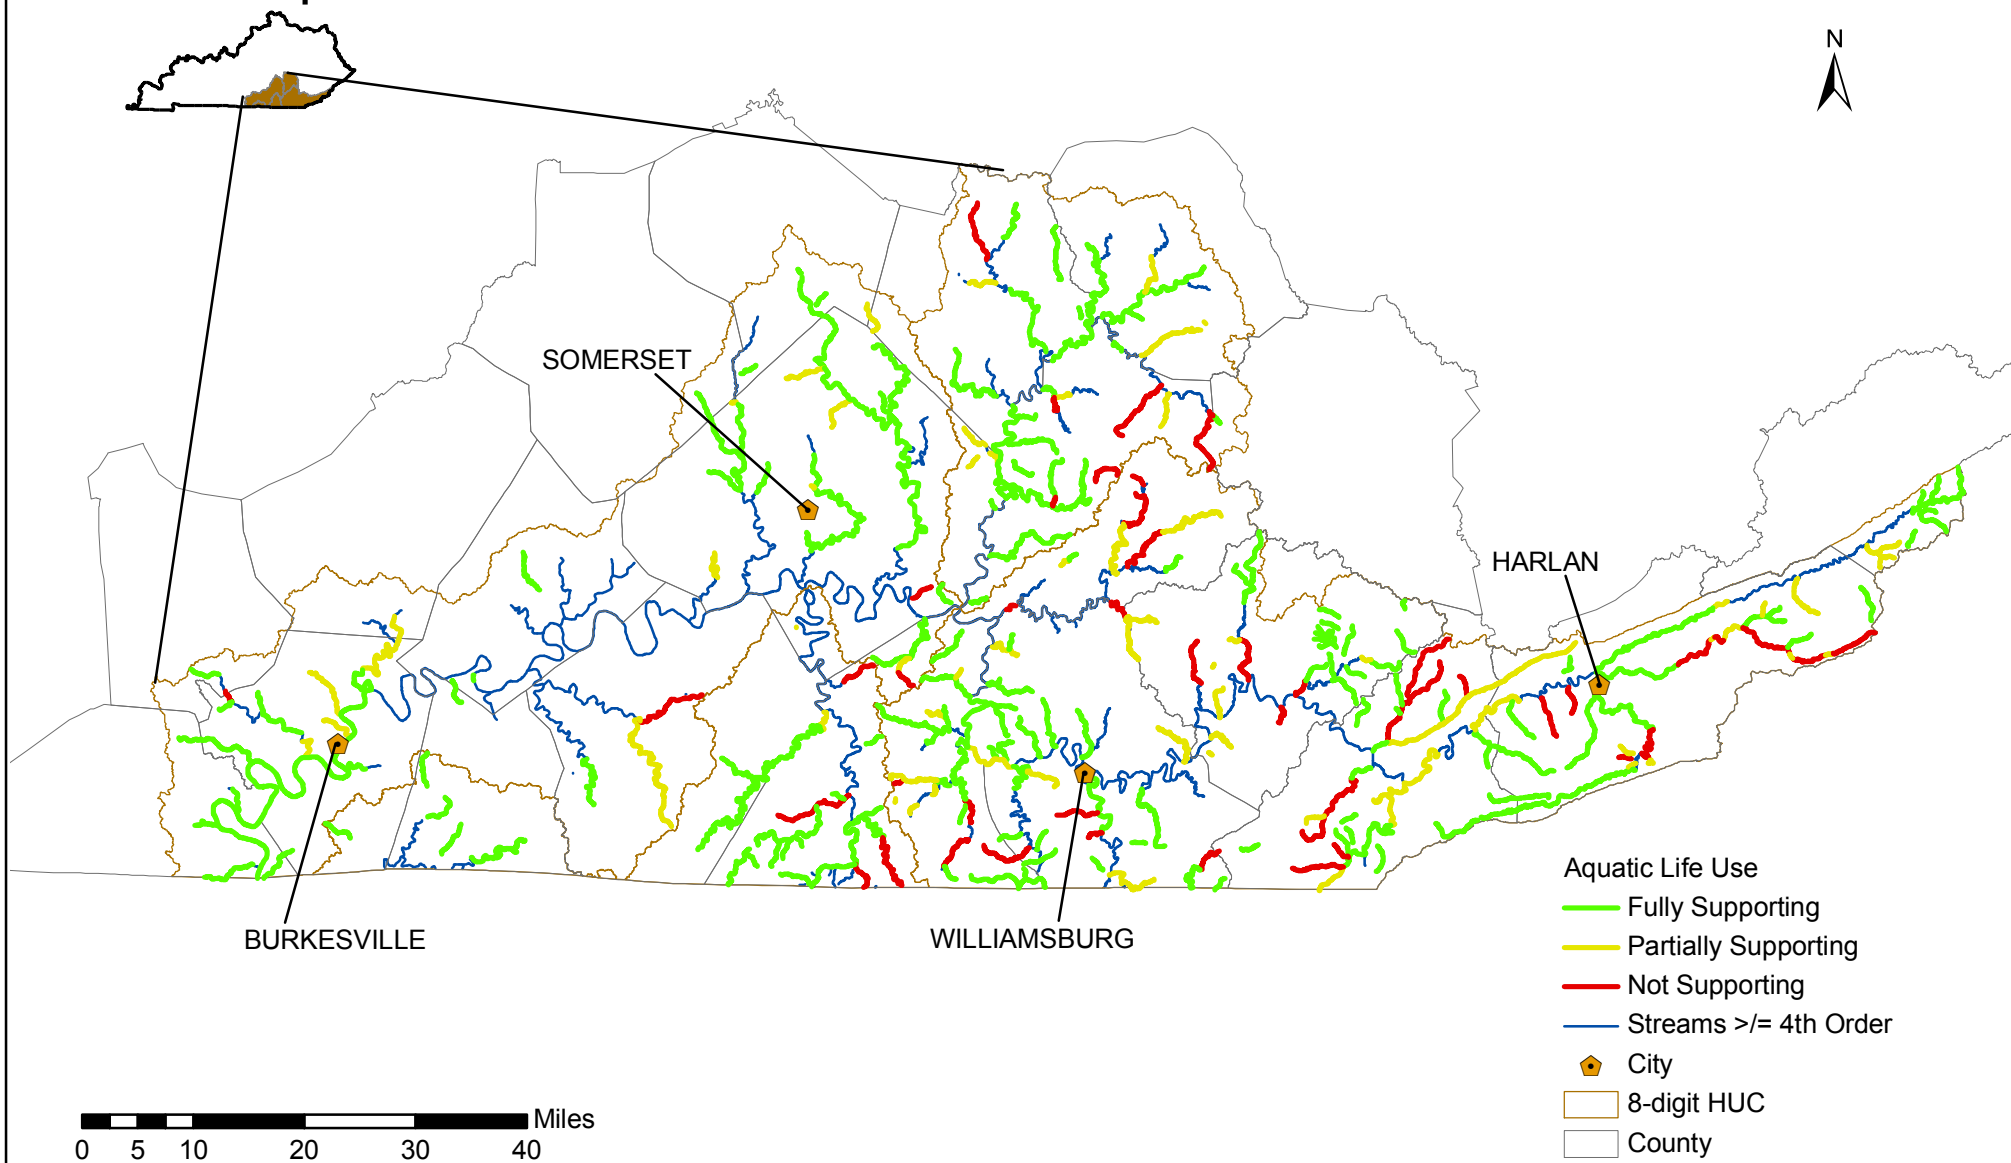 N
SOMERSET
HARLAN
BURKESVILLE
WILLIAMSBURG
Aquatic Life Use
Fully Supporting
Partially Supporting
Not Supporting
Streams >/= 4th Order
City
8-digit HUC
County
Miles
0 5 10 20 30 40